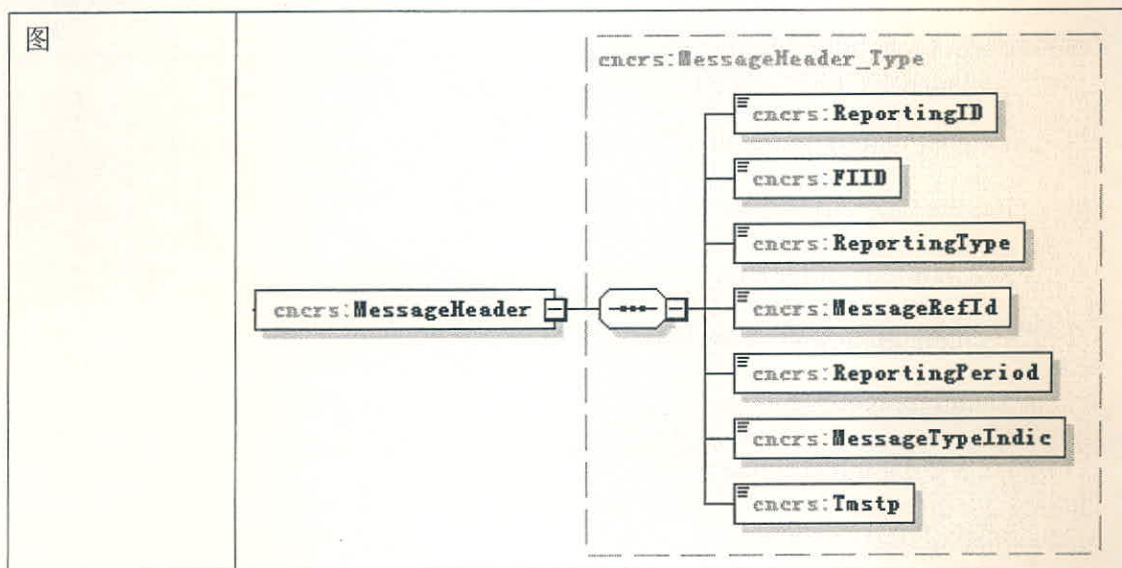 图
cncrs:MessageHeader_Type
cncrs:ReportingID
cncrs:FIID
cncrs:ReportingType
cncrs:MessageHeader
cncrs:MessageRefId
cncrs:ReportingPeriod
cncrs:MessageTypeIndic
cncrs:Tmstp